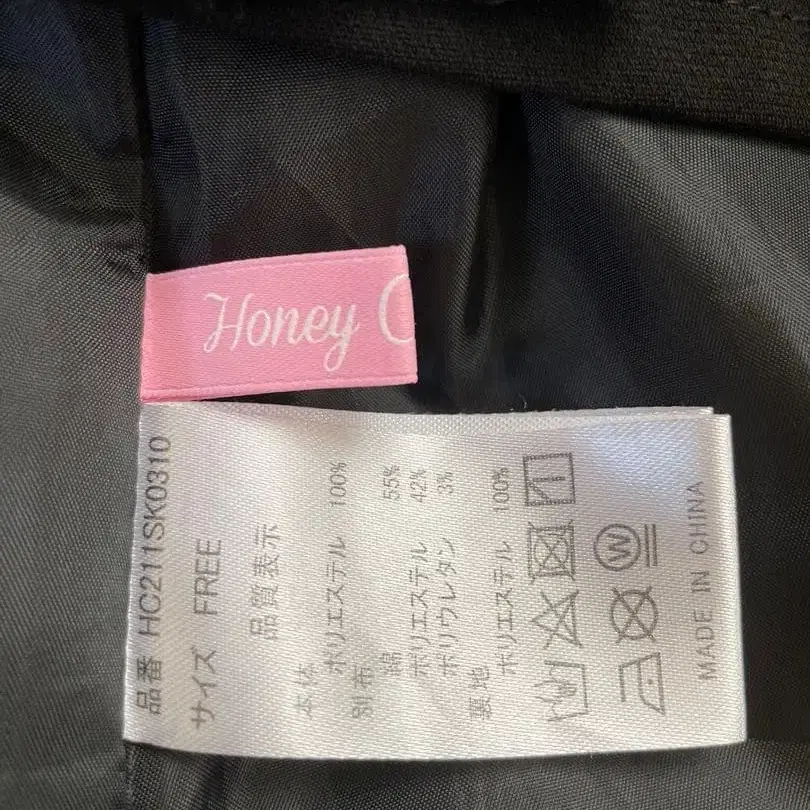 Honey
品番 HC211SK0310
サイズ FREE
品質表示
本体
ポリエステル 100%
別布
綿 55%
ポリエステル 42%
ポリウレタン 3%
裏地
ポリエステル 100%
W
MADE IN CHINA